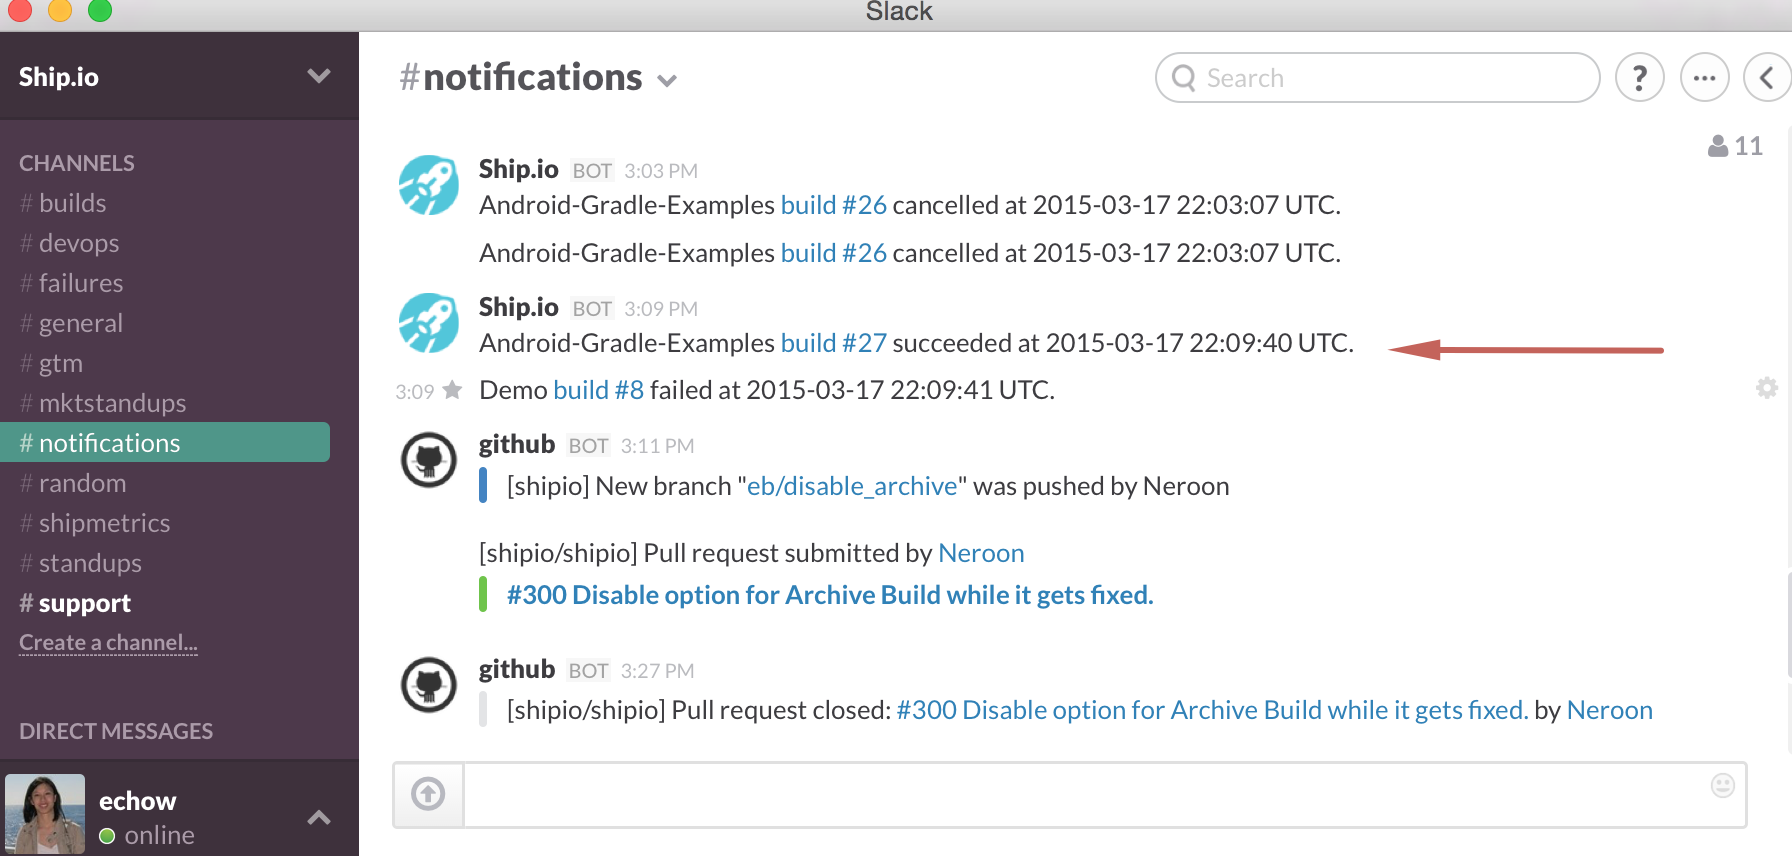 Slack
Ship.io
CHANNELS
# builds
# devops
# failures
# general
# gtm
# mktstandups
# notifications
# random
# shipmetrics
# standups
# support
Create a channel...
DIRECT MESSAGES
echow
online
#notifications
Search
?
11
Ship.io BOT 3:03 PM
Android-Gradle-Examples build #26 cancelled at 2015-03-17 22:03:07 UTC.
Android-Gradle-Examples build #26 cancelled at 2015-03-17 22:03:07 UTC.
Ship.io BOT 3:09 PM
Android-Gradle-Examples build #27 succeeded at 2015-03-17 22:09:40 UTC.
3:09 Demo build #8 failed at 2015-03-17 22:09:41 UTC.
github BOT 3:11 PM
[shipio] New branch "eb/disable_archive" was pushed by Neroon
[shipio/shipio] Pull request submitted by Neroon
#300 Disable option for Archive Build while it gets fixed.
github BOT 3:27 PM
[shipio/shipio] Pull request closed: #300 Disable option for Archive Build while it gets fixed. by Neroon